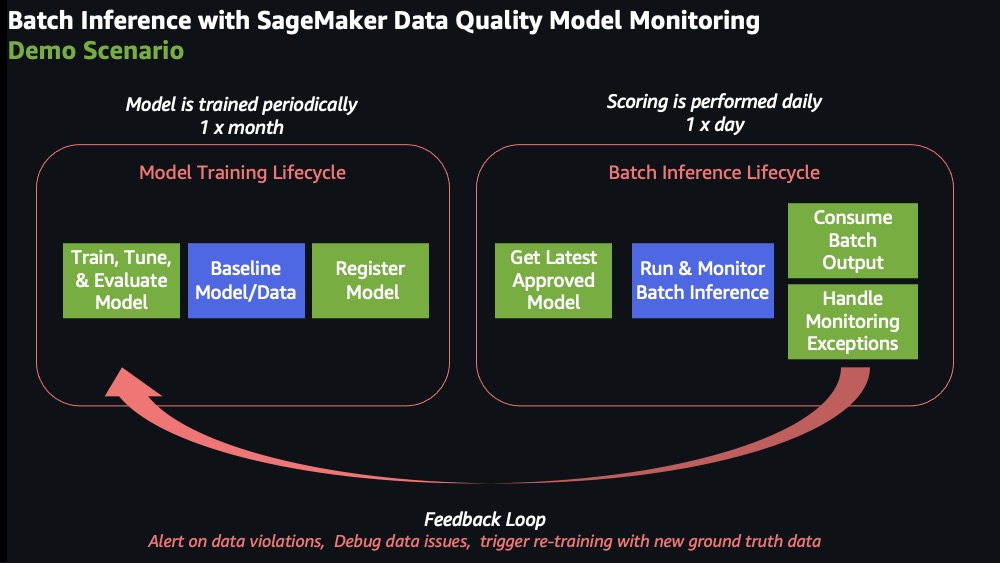 Batch Inference with SageMaker Data Quality Model Monitoring
Demo Scenario
Model is trained periodically
1 x month
Model Training Lifecycle
Train, Tune,
& Evaluate
Model
Baseline
Model/Data
Register
Model
Scoring is performed daily
1 x day
Batch Inference Lifecycle
Get Latest
Approved
Model
Run & Monitor
Batch Inference
Consume
Batch
Output
Handle
Monitoring
Exceptions
Feedback Loop
Alert on data violations,  Debug data issues,  trigger re-training with new ground truth data